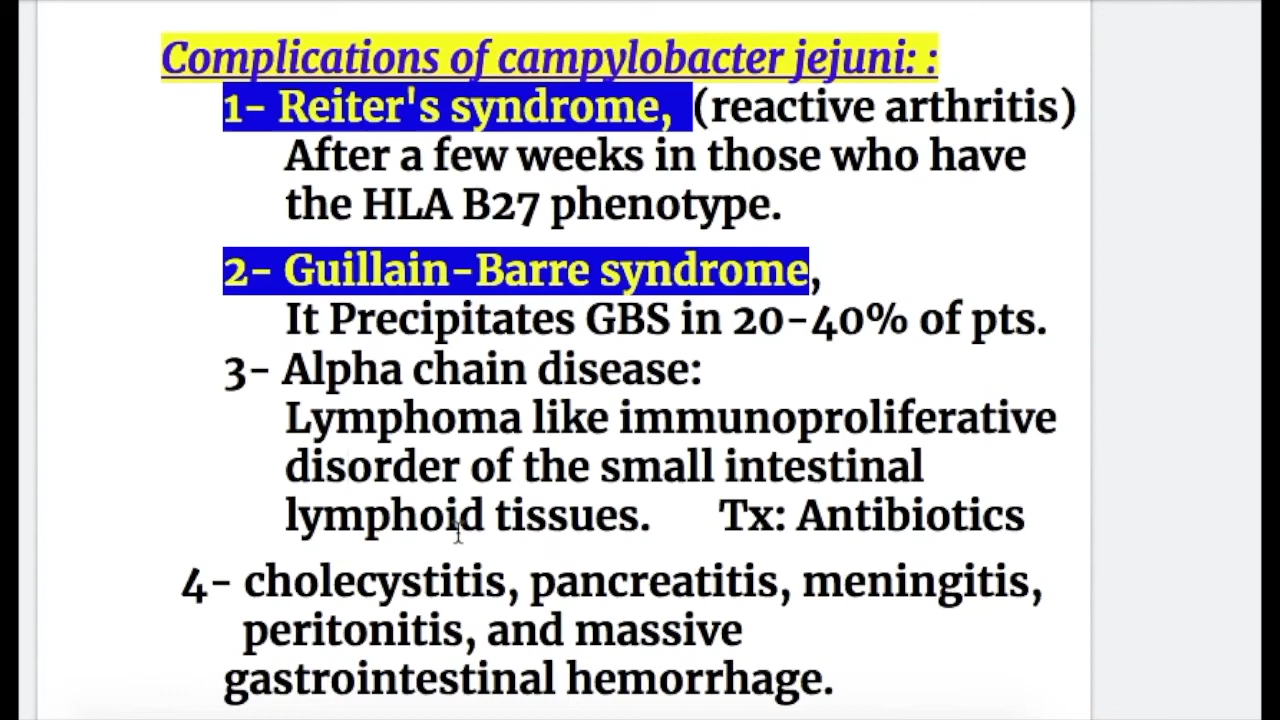 Complications of campylobacter jejuni: :
1- Reiter's syndrome, (reactive arthritis)
After a few weeks in those who have
the HLA B27 phenotype.
2- Guillain-Barre syndrome,
It Precipitates GBS in 20-40% of pts.
3- Alpha chain disease:
Lymphoma like immunoproliferative
disorder of the small intestinal
lymphoid tissues. Tx: Antibiotics
4- cholecystitis, pancreatitis, meningitis,
peritonitis, and massive
gastrointestinal hemorrhage.